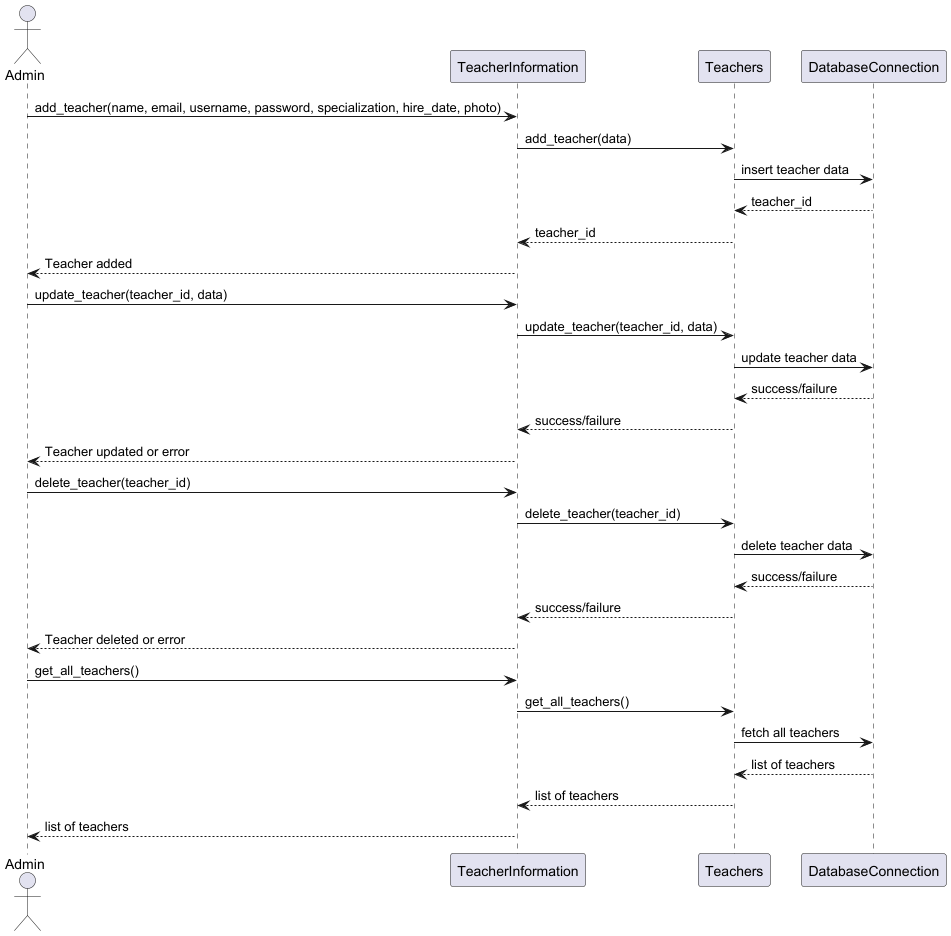 Admin
TeacherInformation
Teachers
DatabaseConnection
add_teacher(name, email, username, password, specialization, hire_date, photo)
add_teacher(data)
insert teacher data
teacher_id
teacher_id
Teacher added
update_teacher(teacher_id, data)
update_teacher(teacher_id, data)
update teacher data
success/failure
success/failure
Teacher updated or error
delete_teacher(teacher_id)
delete_teacher(teacher_id)
delete teacher data
success/failure
success/failure
Teacher deleted or error
get_all_teachers()
get_all_teachers()
fetch all teachers
list of teachers
list of teachers
list of teachers
Admin
TeacherInformation
Teachers
DatabaseConnection